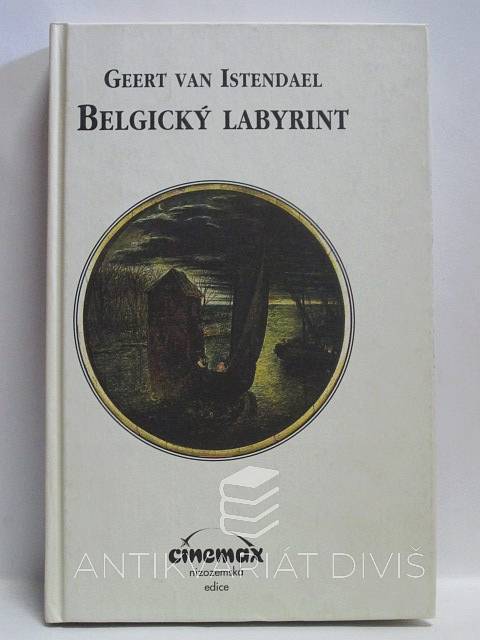 GEERT VAN ISTENDAEL
BELGICKÝ LABYRINT
cinemax
ANTIKVARIÁT DIVIŠ
nizozemská
edice